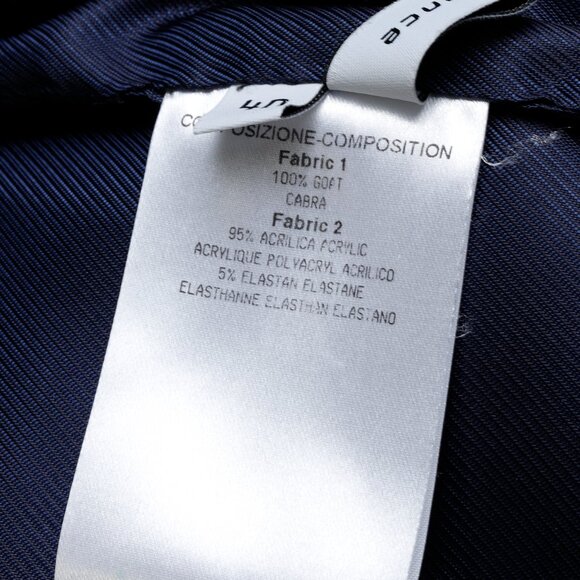 COMPOSIZIONE-COMPOSITION
Fabric 1
100% GOAT
CABRA
Fabric 2
95% ACRILICA ACRYLIC
ACRYLIQUE POLYACRYL ACRILICO
5% ELASTAN ELASTANE
ELASTHANNE ELASTHAN ELASTANO